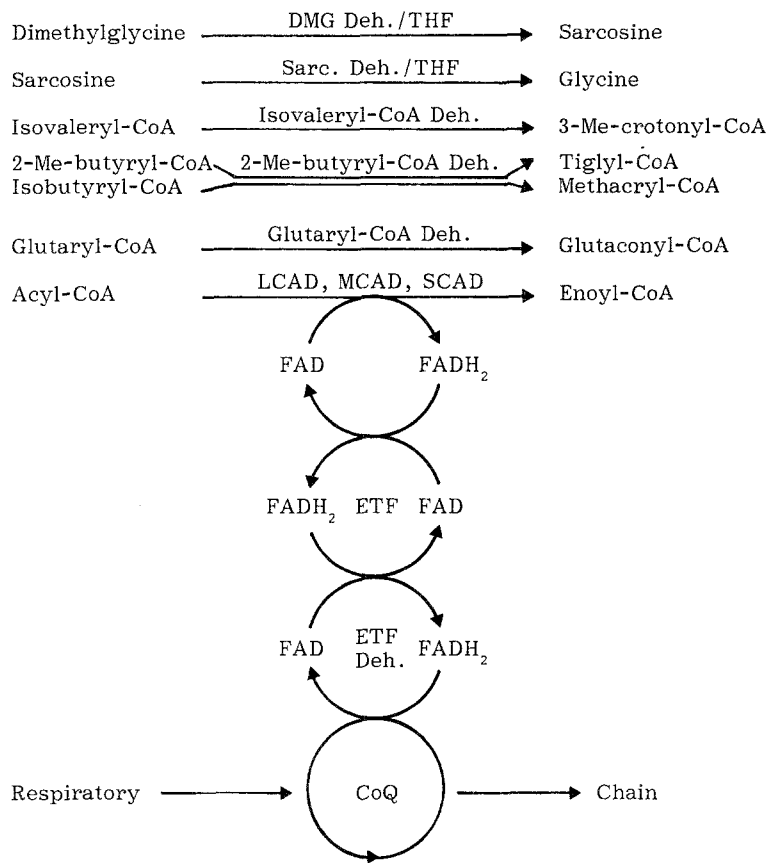 Dimethylglycine DMG Deh./THF Sarcosine
Sarcosine Sarc. Deh./THF Glycine
Isovaleryl-CoA Isovaleryl-CoA Deh. 3-Me-crotonyl-CoA
2-Me-butyryl-CoA 2-Me-butyryl-CoA Deh. Tiglyl-CoA
Isobutyryl-CoA Methacryl-CoA
Glutaryl-CoA Glutaryl-CoA Deh. Glutaconyl-CoA
Acyl-CoA LCAD, MCAD, SCAD Enoyl-CoA
FAD FADH₂
FADH₂ ETF FAD
FAD ETF Deh. FADH₂
Respiratory CoQ Chain